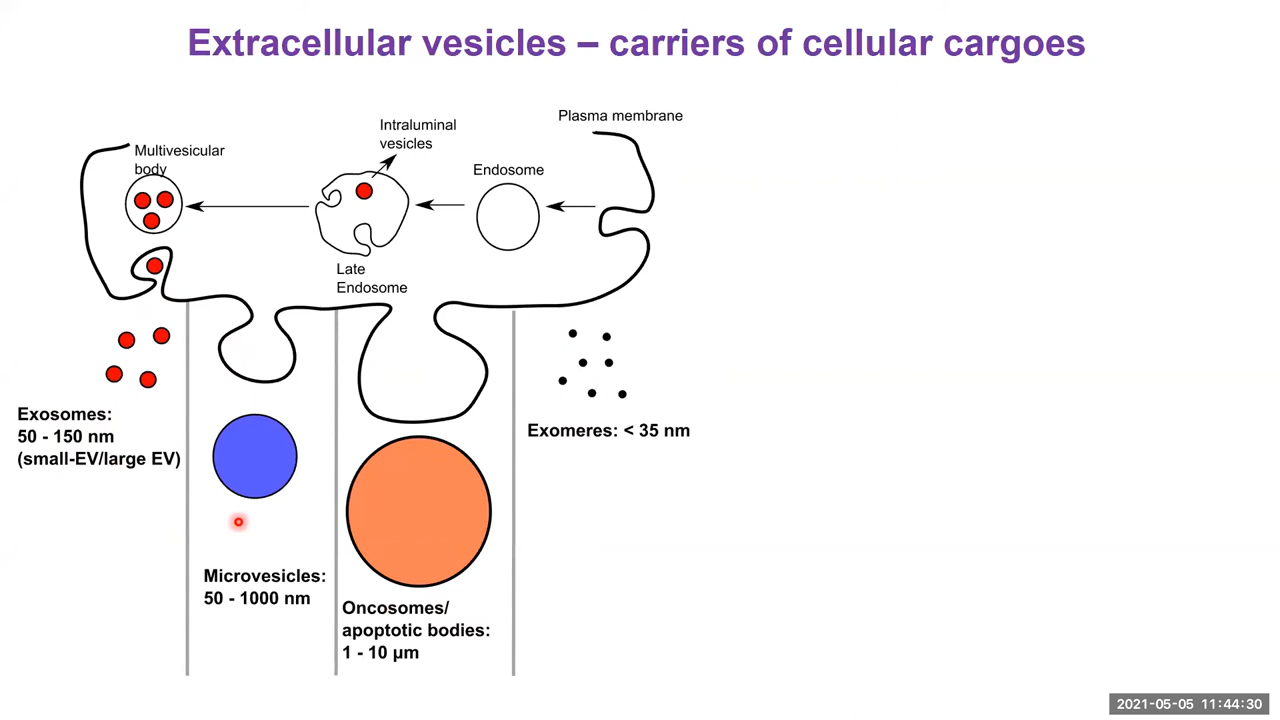 Extracellular vesicles – carriers of cellular cargoes
Plasma membrane
Intraluminal
vesicles
Multivesicular
body
Endosome
Late
Endosome
Exosomes:
50 - 150 nm
(small-EV/large EV)
Exomeres: < 35 nm
Microvesicles:
50 - 1000 nm
Oncosomes/
apoptotic bodies:
1 - 10 µm
2021-05-05 11:44:30